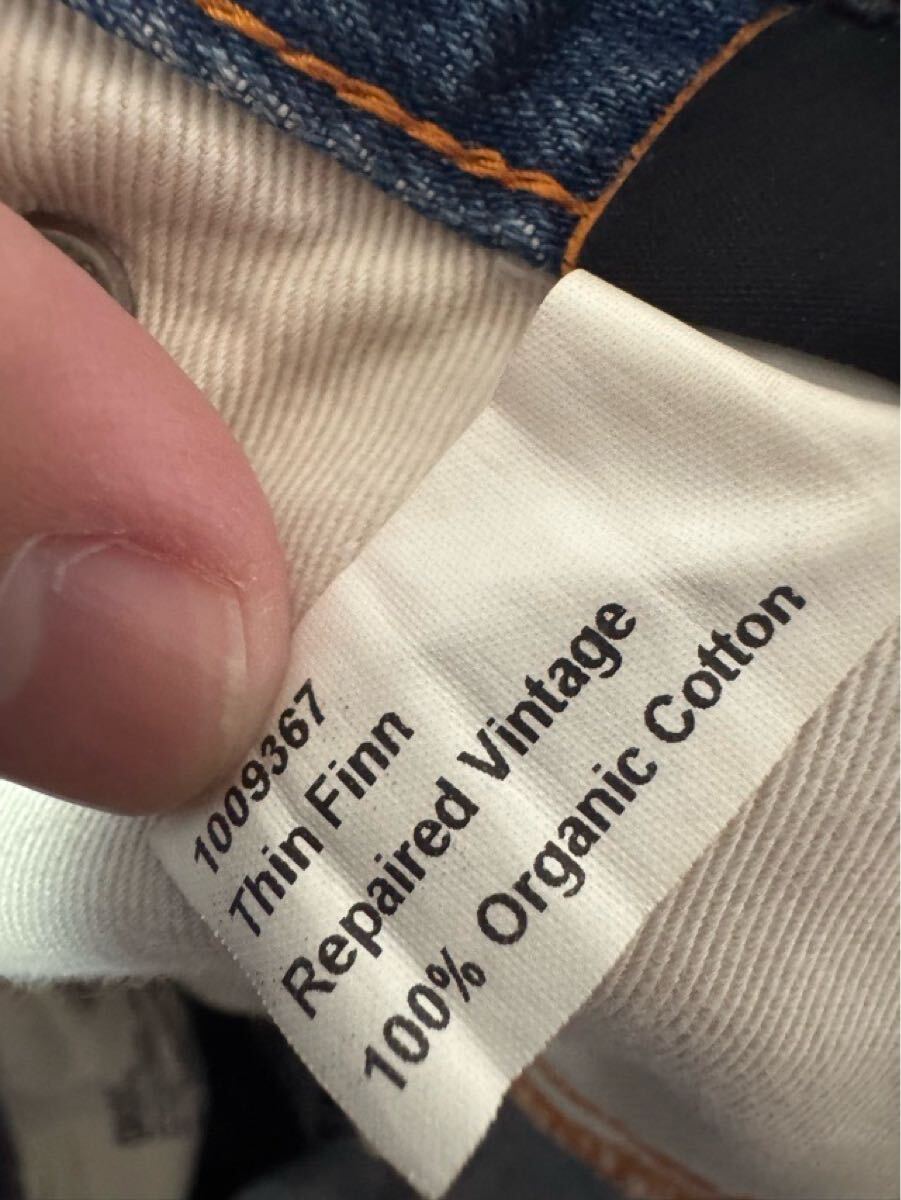 1009367
Thin Finn
Repaired Vintage
100% Organic Cotton